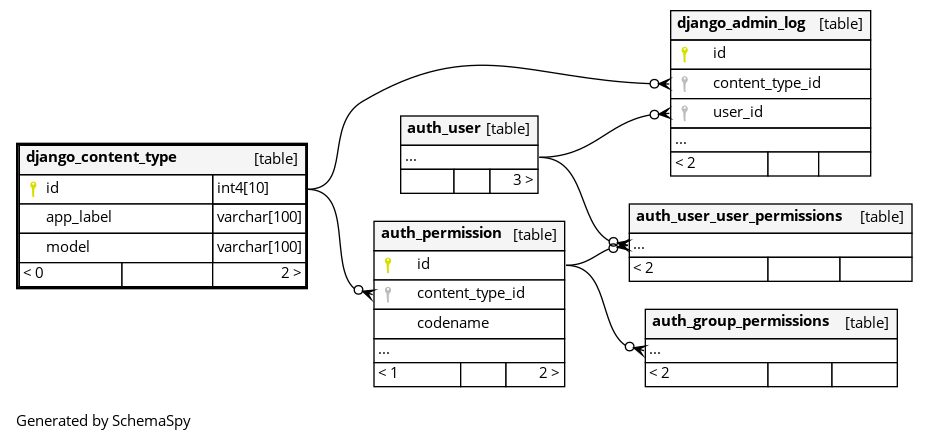 django_content_type [table]
id int4[10]
app_label varchar[100]
model varchar[100]
< 0 2 >
auth_user [table]
...
3 >
auth_permission [table]
id
content_type_id
codename
...
< 1 2 >
django_admin_log [table]
id
content_type_id
user_id
...
< 2
auth_user_user_permissions [table]
...
< 2
auth_group_permissions [table]
...
< 2
Generated by SchemaSpy